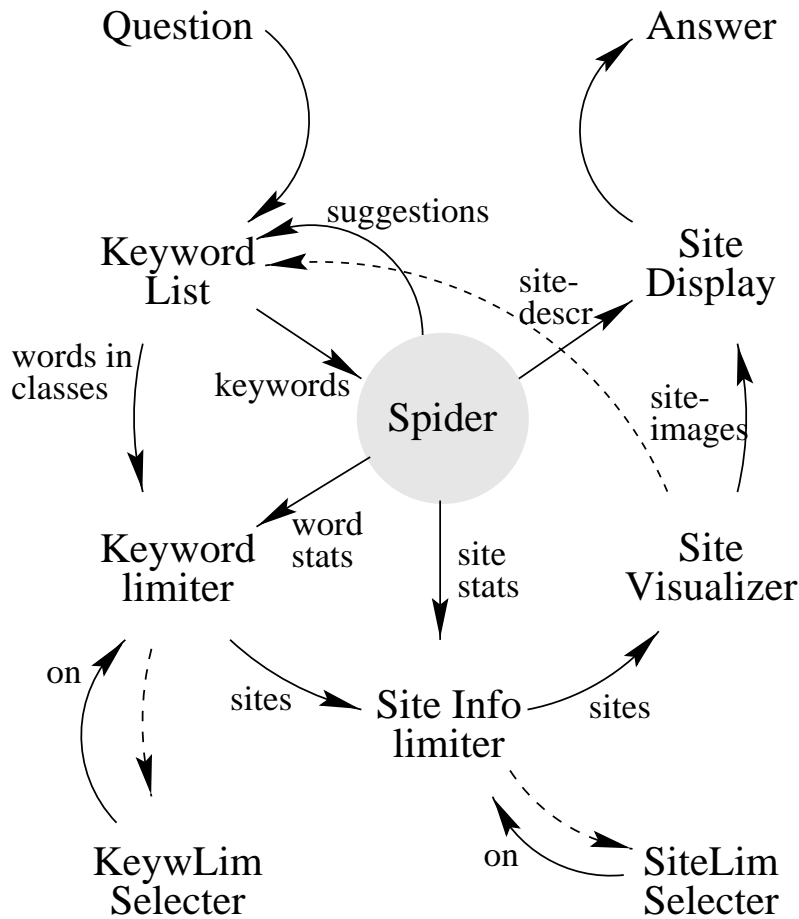 Question
Answer
suggestions
Keyword
List
Site
Display
site-
descr
words in
classes
keywords
Spider
site-
images
word
stats
site
stats
Keyword
limiter
Site
Visualizer
on
sites
Site Info
limiter
sites
KeywLim
Selecter
on
SiteLim
Selecter